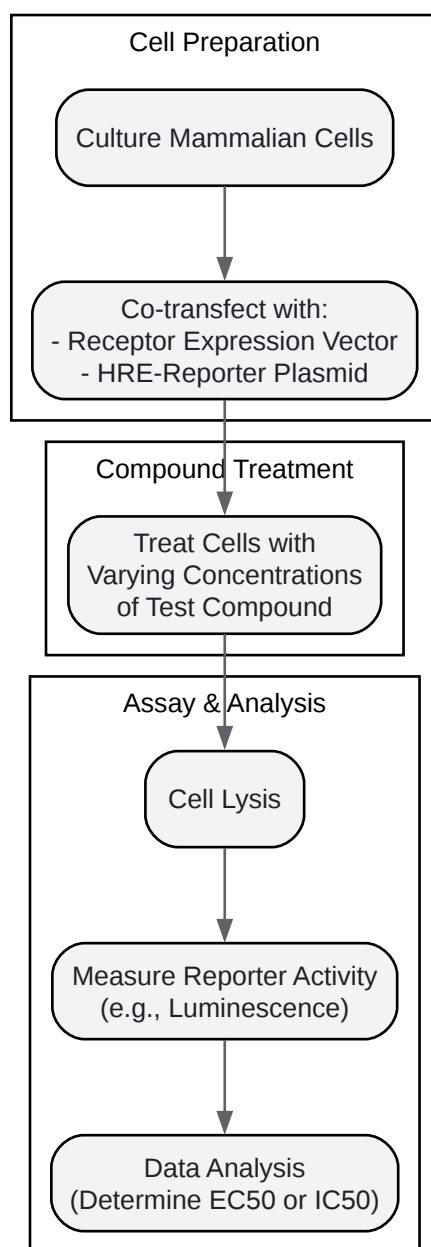 Cell Preparation
Culture Mammalian Cells
Co-transfect with:
- Receptor Expression Vector
- HRE-Reporter Plasmid
Compound Treatment
Treat Cells with
Varying Concentrations
of Test Compound
Assay & Analysis
Cell Lysis
Measure Reporter Activity
(e.g., Luminescence)
Data Analysis
(Determine EC50 or IC50)